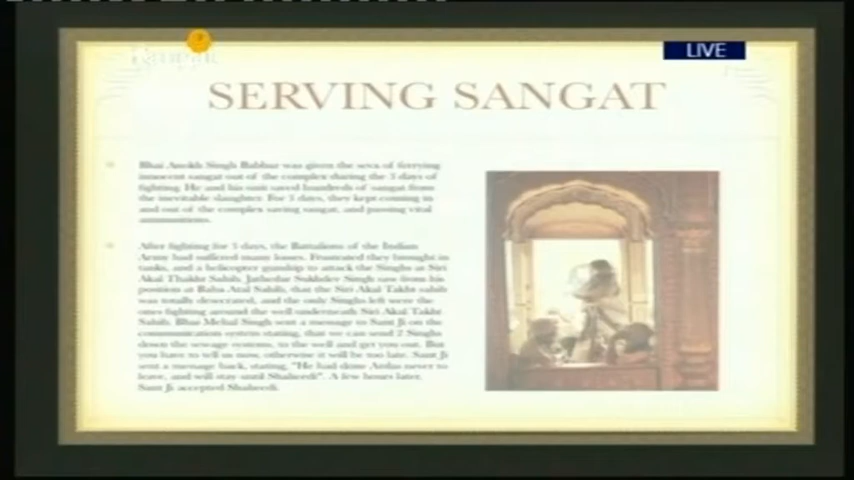 Sangat
LIVE
SERVING SANGAT
Bhai Anokh Singh Babbar was given the seva of ferrying
innocent sangat out of the complex during the 3 days of
fighting. He and his unit saved hundreds of sangat from
the inevitable slaughter. For 3 days, they kept coming in
and out of the complex saving sangat, and passing vital
ammunitions.
After fighting for 3 days, the Battalions of the Indian
Army had suffered many losses. Frustrated they brought in
tanks, and a helicopter gunship to attack the Singhs at Siri
Akal Thakht Sahib. Jathedar Sukhdev Singh saw from his
position at Baba Atal Sahib, that the Siri Akal Takht sahib
was totally desecrated, and the only Singhs left were the
ones fighting around the well underneath Siri Akal Takht
Sahib. Bhai Mehal Singh sent a message to Sant Ji on the
communication system stating, that we can send 2 Singhs
down the sewage systems, to the well and get you out. But
you have to tell us now, otherwise it will be too late. Sant Ji
sent a message back, stating, "He had done Ardas never to
leave, and will stay until Shaheedi". A few hours later,
Sant Ji accepted Shaheedi.